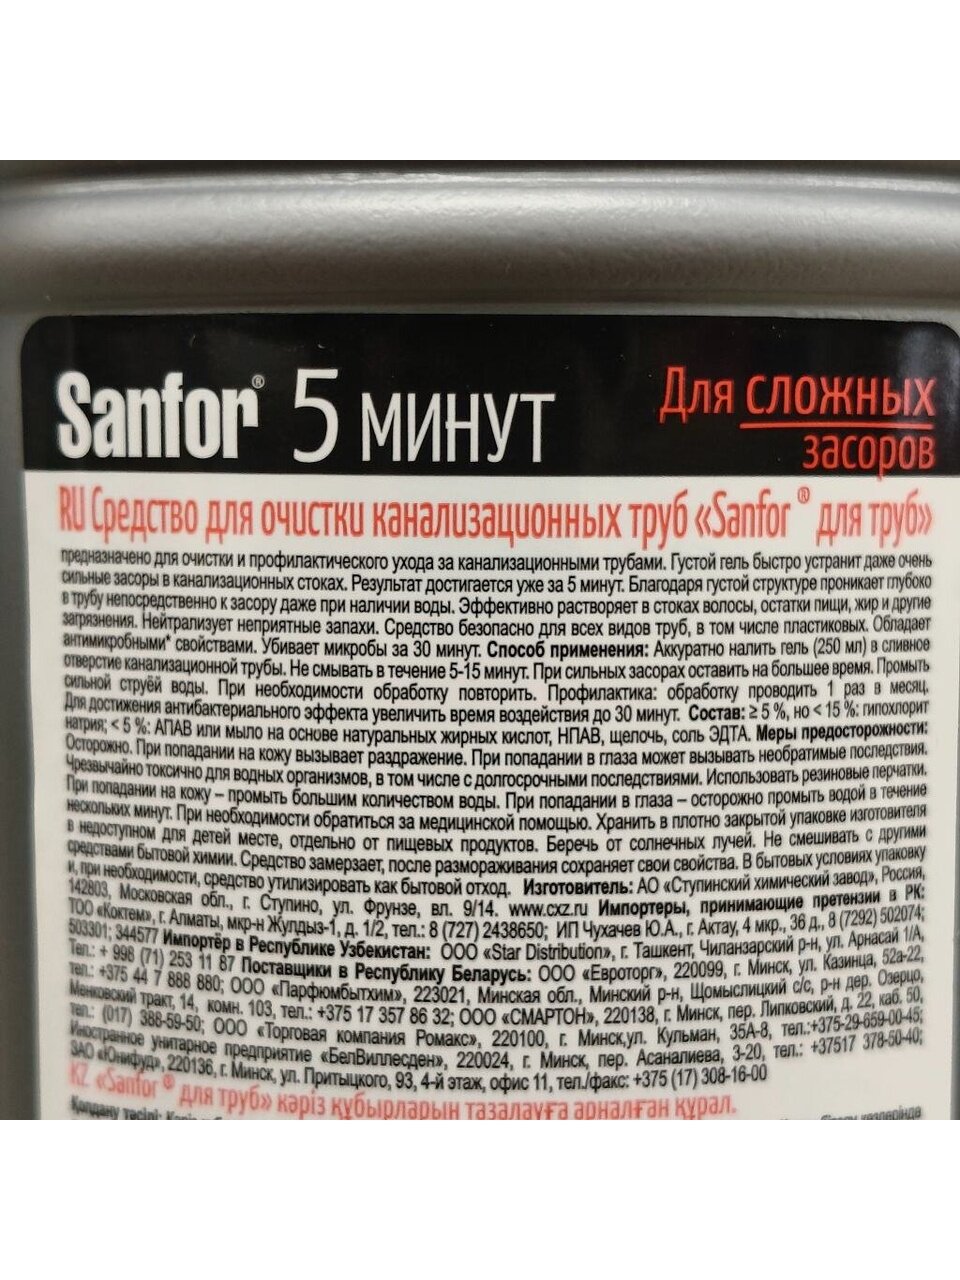 Sanfor® 5 минут
Для сложных
засоров
RU Средство для очистки канализационных труб «Sanfor® для труб»
предназначено для очистки и профилактического ухода за канализационными трубами. Густой гель быстро устранит даже очень
сильные засоры в канализационных стоках. Результат достигается уже за 5 минут. Благодаря густой структуре проникает глубоко
в трубу непосредственно к засору даже при наличии воды. Эффективно растворяет в стоках волосы, остатки пищи, жир и другие
загрязнения. Нейтрализует неприятные запахи. Средство безопасно для всех видов труб, в том числе пластиковых. Обладает
антимикробными* свойствами. Убивает микробы за 30 минут. Способ применения: Аккуратно налить гель (250 мл) в сливное
отверстие канализационной трубы. Не смывать в течение 5-15 минут. При сильных засорах оставить на большее время. Промыть
сильной струёй воды. При необходимости обработку повторить. Профилактика: обработку проводить 1 раз в месяц.
Для достижения антибактериального эффекта увеличить время воздействия до 30 минут. Состав: ≥ 5 %, но < 15 %: гипохлорит
натрия; < 5 %: АПАВ или мыло на основе натуральных жирных кислот, НПАВ, щелочь, соль ЭДТА. Меры предосторожности:
Осторожно. При попадании на кожу вызывает раздражение. При попадании в глаза может вызывать необратимые последствия.
Чрезвычайно токсично для водных организмов, в том числе с долгосрочными последствиями. Использовать резиновые перчатки.
При попадании на кожу – промыть большим количеством воды. При попадании в глаза – осторожно промыть водой в течение
нескольких минут. При необходимости обратиться за медицинской помощью. Хранить в плотно закрытой упаковке изготовителя
в недоступном для детей месте, отдельно от пищевых продуктов. Беречь от солнечных лучей. Не смешивать с другими
средствами бытовой химии. Средство замерзает, после размораживания сохраняет свои свойства. В бытовых условиях упаковку
и, при необходимости, средство утилизировать как бытовой отход. Изготовитель: АО «Ступинский химический завод», Россия,
142803, Московская обл., г. Ступино, ул. Фрунзе, вл. 9/14. www.cxz.ru Импортеры, принимающие претензии в РК:
ТОО «Коктем», г. Алматы, мкр-н Жулдыз-1, д. 1/2, тел.: 8 (727) 2438650; ИП Чухачев Ю.А., г. Актау, 4 мкр., 36 д., 8 (7292) 502074;
503301; 344577 Импортёр в Республике Узбекистан: ООО «Star Distribution», г. Ташкент, Чиланзарский р-н, ул. Арнасай 1/А,
Тел.: + 998 (71) 253 11 87 Поставщики в Республику Беларусь: ООО «Евроторг», 220099, г. Минск, ул. Казинца, 52а-22,
тел.: +375 44 7 888 880; ООО «Парфюмбытхим», 223021, Минская обл., Минский р-н, Щомыслицкий с/с, р-н дер. Озерцо,
Менковский тракт, 14, комн. 103, тел.: +375 17 357 86 32; ООО «СМАРТОН», 220138, г. Минск, пер. Липковский, д. 22, каб. 50,
тел.: (017) 388-59-50; ООО «Торговая компания Ромакс», 220100, г. Минск,ул. Кульман, 35А-8, тел.:+375-29-659-00-45;
Иностранное унитарное предприятие «БелВиллесден», 220024, г. Минск, пер. Асаналиева, 3-20, тел.: +37517 378-50-40;
ЗАО «Юнифуд», 220136, г. Минск, ул. Притыцкого, 93, 4-й этаж, офис 11, тел./факс: +375 (17) 308-16-00
KZ «Sanfor® для труб» кәріз құбырларын тазалауға арналған құрал.
Қолдану тәсілі: